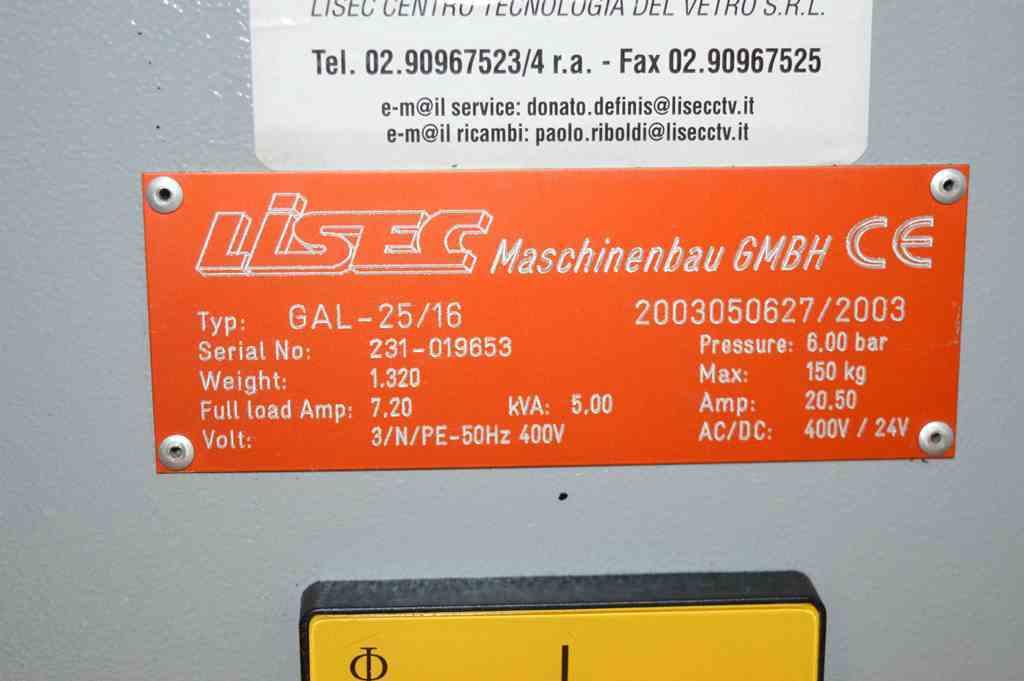 LISEC CENTRO TECNOLOGIA DEL VETRO S.R.L.
Tel. 02.90967523/4 r.a. - Fax 02.90967525
e-m@il service: donato.definis@lisecctv.it
e-m@il ricambi: paolo.riboldi@lisecctv.it
LiSEC Maschinenbau GMBH CE
Typ: GAL-25/16 2003050627/2003
Serial No: 231-019653 Pressure: 6.00 bar
Weight: 1.320 Max: 150 kg
Full load Amp: 7.20 kVA: 5.00 Amp: 20.50
Volt: 3/N/PE-50Hz 400V AC/DC: 400V / 24V
Φ